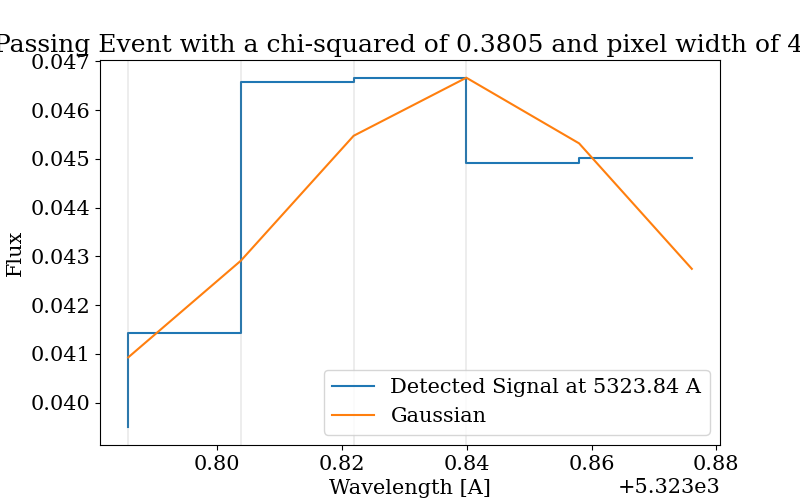 Passing Event with a chi-squared of 0.3805 and pixel width of 4
0.047
0.046
0.045
0.044
0.043
0.042
0.041
0.040
Flux
Detected Signal at 5323.84 A
Gaussian
0.80 0.82 0.84 0.86 0.88
Wavelength [A]
+5.323e3